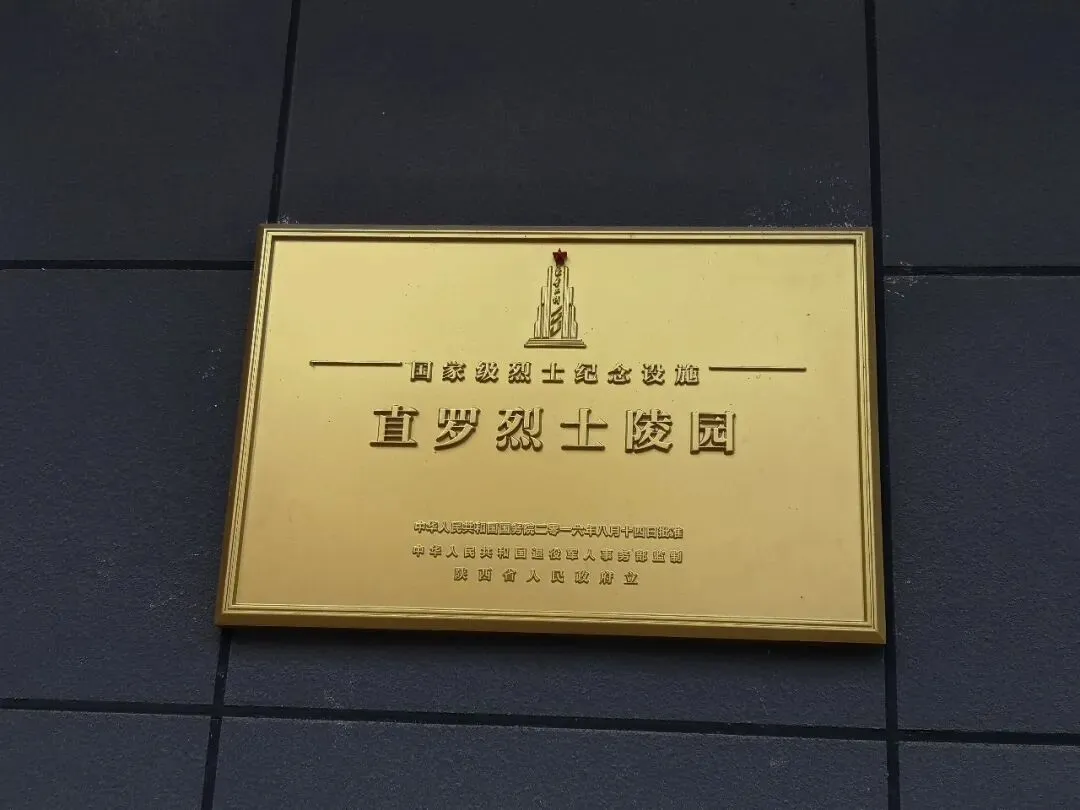 国家级烈士纪念设施
直罗烈士陵园
中华人民共和国国务院二零一六年八月十四日批准
中华人民共和国退役军人事务部监制
陕西省人民政府立